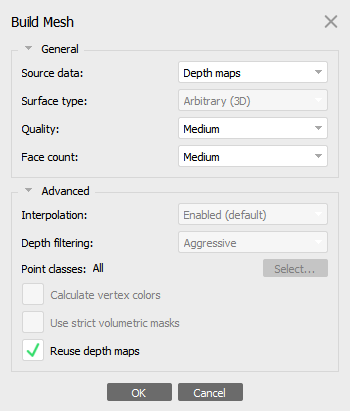 Build Mesh
General
Source data: Depth maps
Surface type: Arbitrary (3D)
Quality: Medium
Face count: Medium
Advanced
Interpolation: Enabled (default)
Depth filtering: Aggressive
Point classes: All Select...
Calculate vertex colors
Use strict volumetric masks
Reuse depth maps
OK Cancel